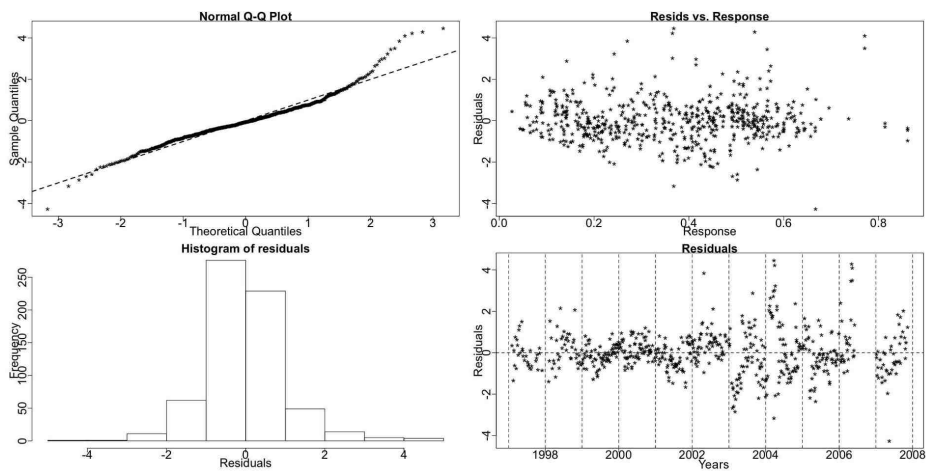 Normal Q-Q Plot
Sample Quantiles
4
2
0
-2
-4
-3 -2 -1 0 1 2 3
Theoretical Quantiles
Resids vs. Response
Residuals
4
2
0
-2
-4
0.0 0.2 0.4 0.6 0.8
Response
Histogram of residuals
Frequency
250
150
50
0
-4 -2 0 2 4
Residuals
Residuals
Residuals
4
2
0
-2
-4
1998 2000 2002 2004 2006 2008
Years